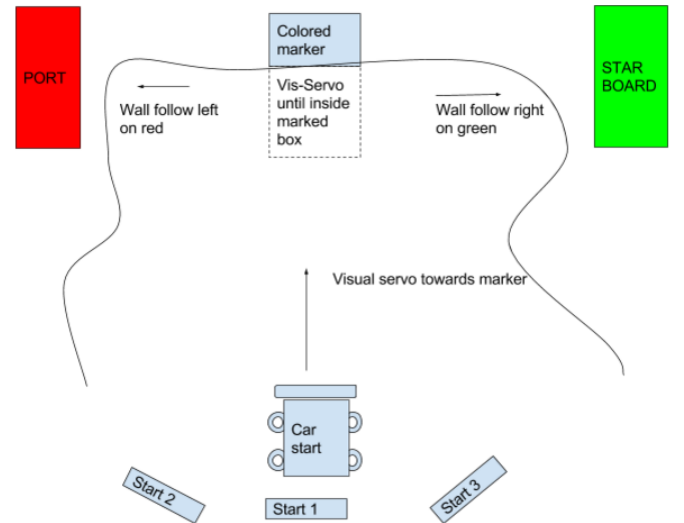 Colored
marker
PORT
STAR
BOARD
Vis-Servo
until inside
marked
box
Wall follow left
on red
Wall follow right
on green
Visual servo towards marker
Car
start
Start 2
Start 1
Start 3